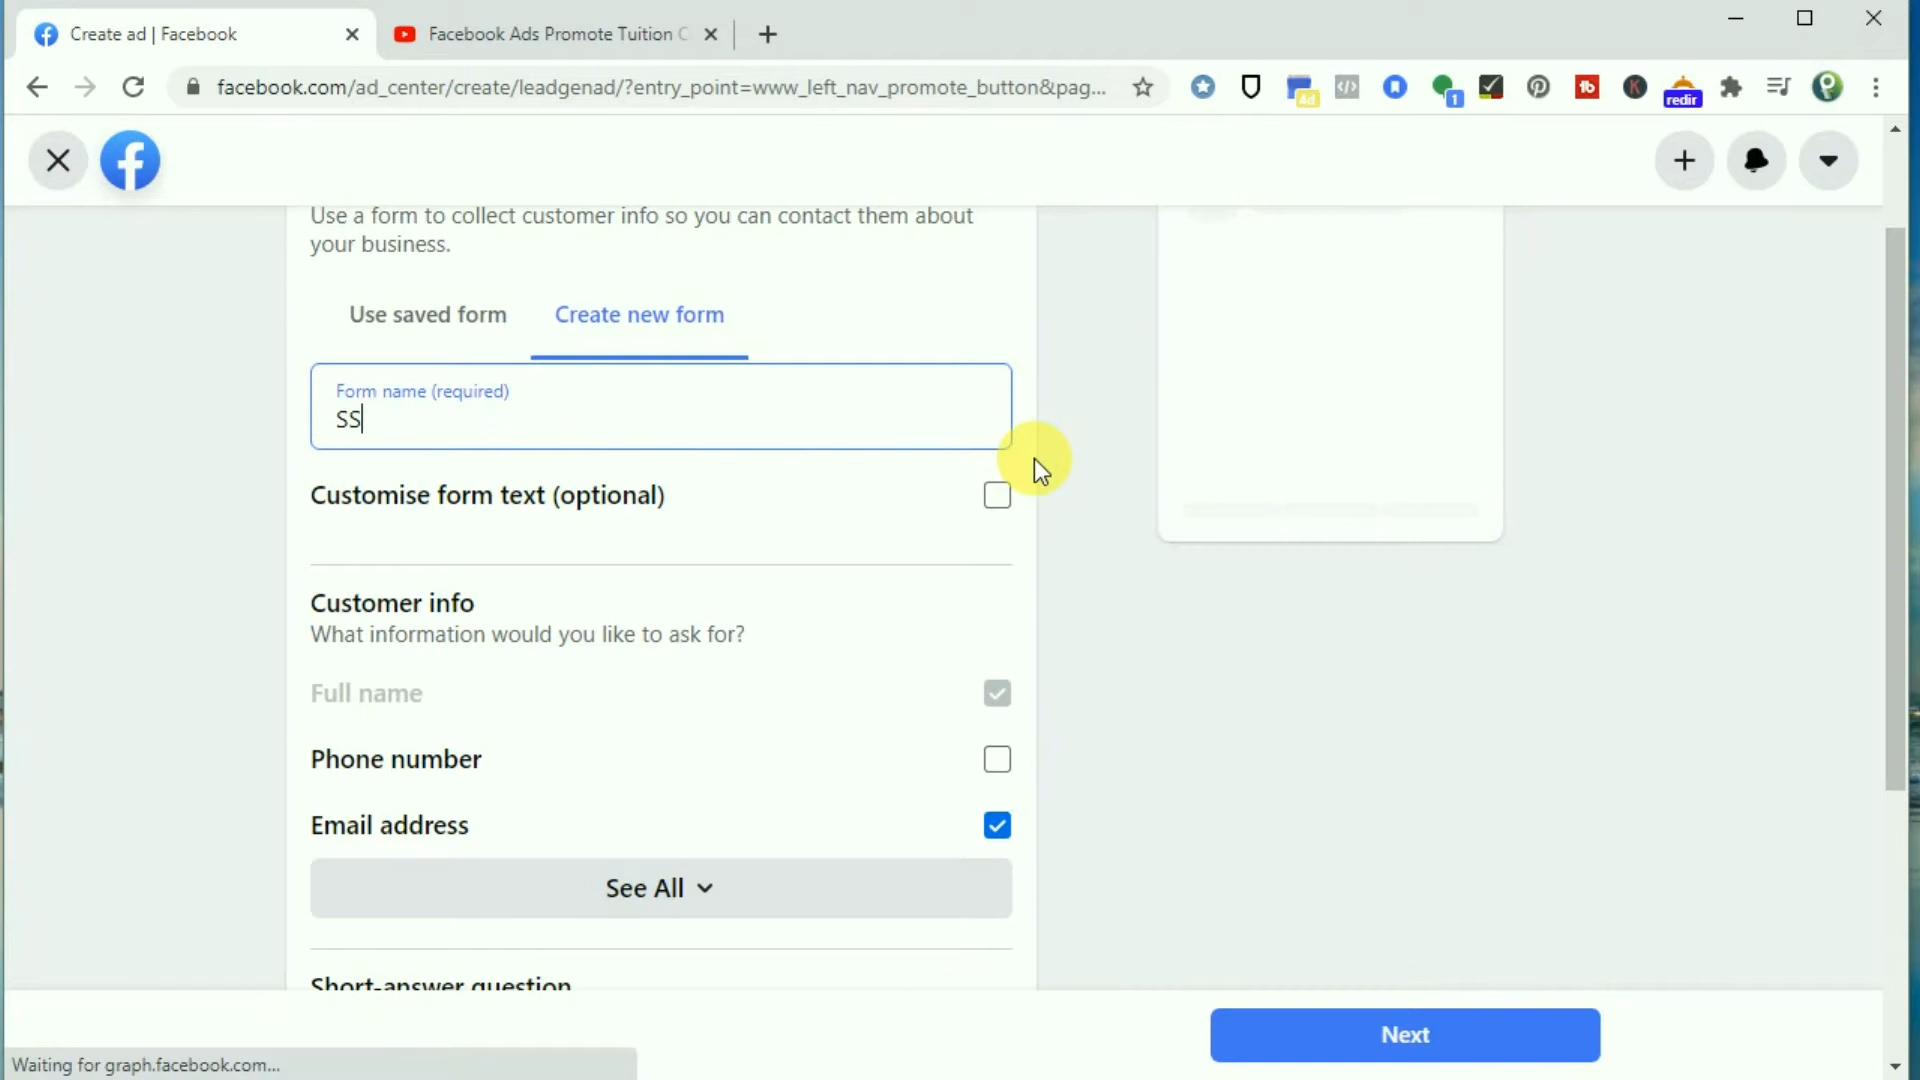 Create ad | Facebook
Facebook Ads Promote Tuition C
facebook.com/ad_center/create/leadgenad/?entry_point=www_left_nav_promote_button&pag...
Ad
1
redir
Use a form to collect customer info so you can contact them about
your business.
Use saved form
Create new form
Form name (required)
SS
Customise form text (optional)
Customer info
What information would you like to ask for?
Full name
Phone number
Email address
See All
Short-answer question
Next
Waiting for graph.facebook.com...